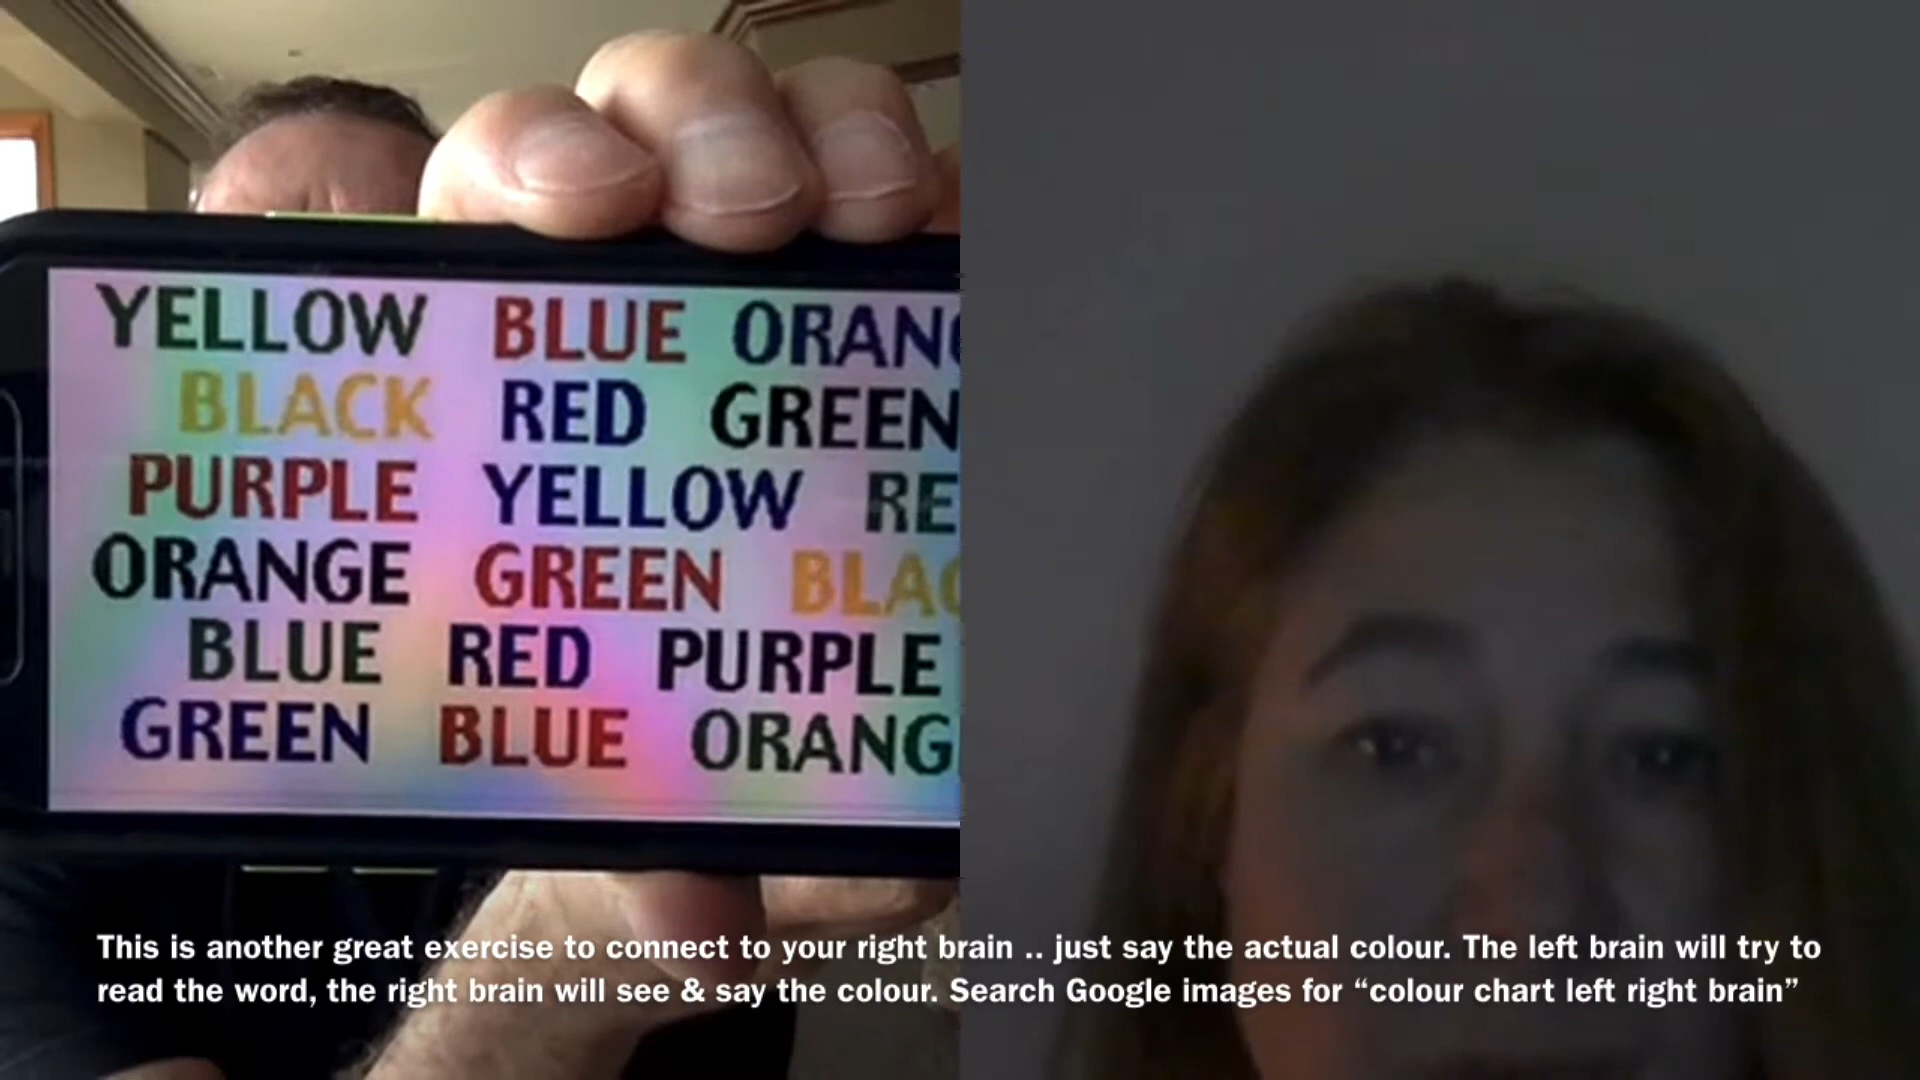 YELLOW BLUE ORANG
BLACK RED GREEN
PURPLE YELLOW RE
ORANGE GREEN BLAC
BLUE RED PURPLE
GREEN BLUE ORANG
This is another great exercise to connect to your right brain .. just say the actual colour. The left brain will try to
read the word, the right brain will see & say the colour. Search Google images for “colour chart left right brain”